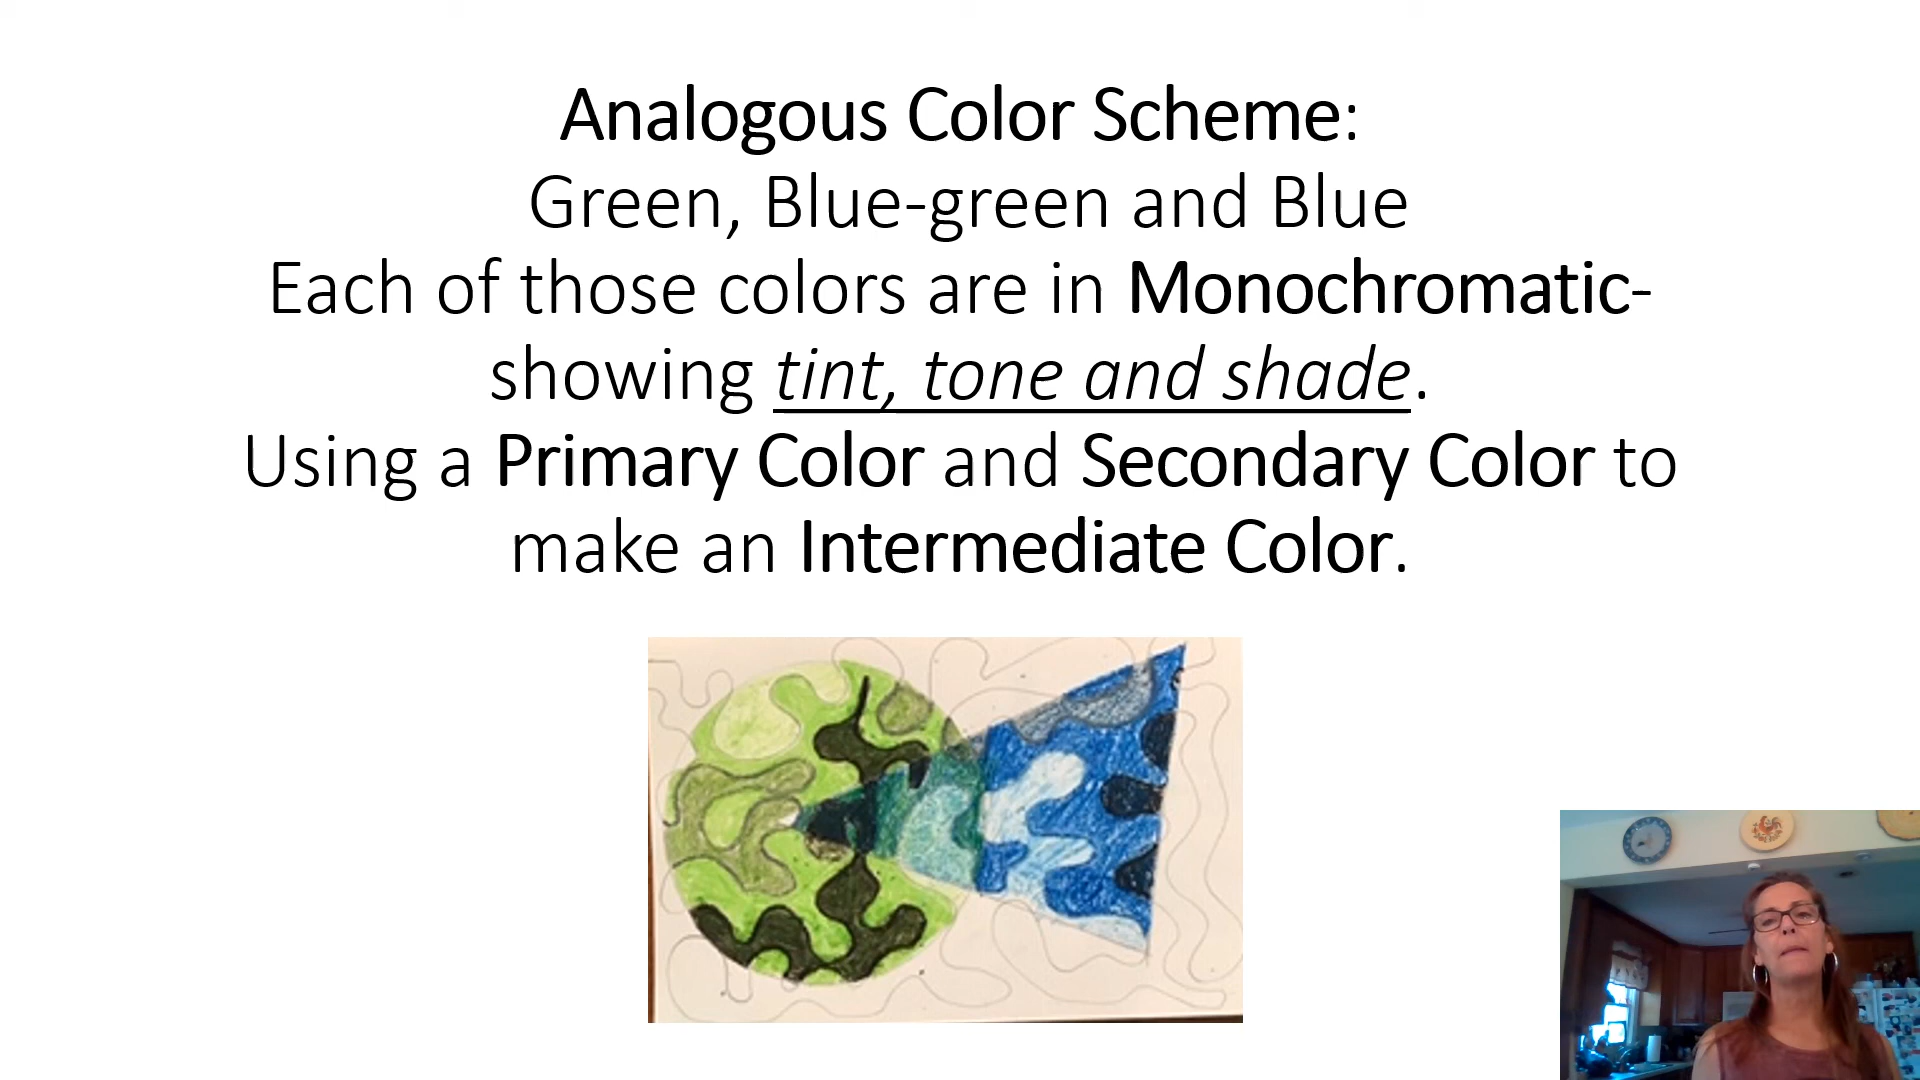 Analogous Color Scheme:
Green, Blue-green and Blue
Each of those colors are in Monochromatic-
showing tint, tone and shade.
Using a Primary Color and Secondary Color to
make an Intermediate Color.